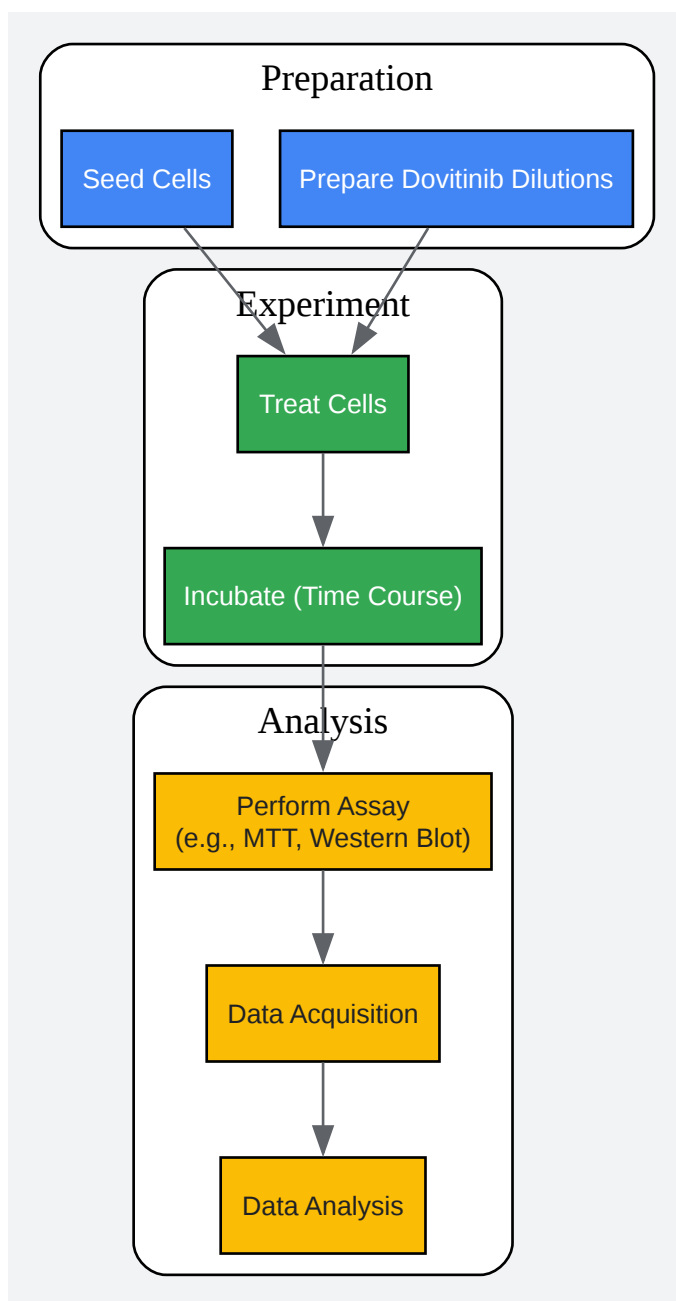 Preparation
Seed Cells
Prepare Dovitinib Dilutions
Experiment
Treat Cells
Incubate (Time Course)
Analysis
Perform Assay
(e.g., MTT, Western Blot)
Data Acquisition
Data Analysis